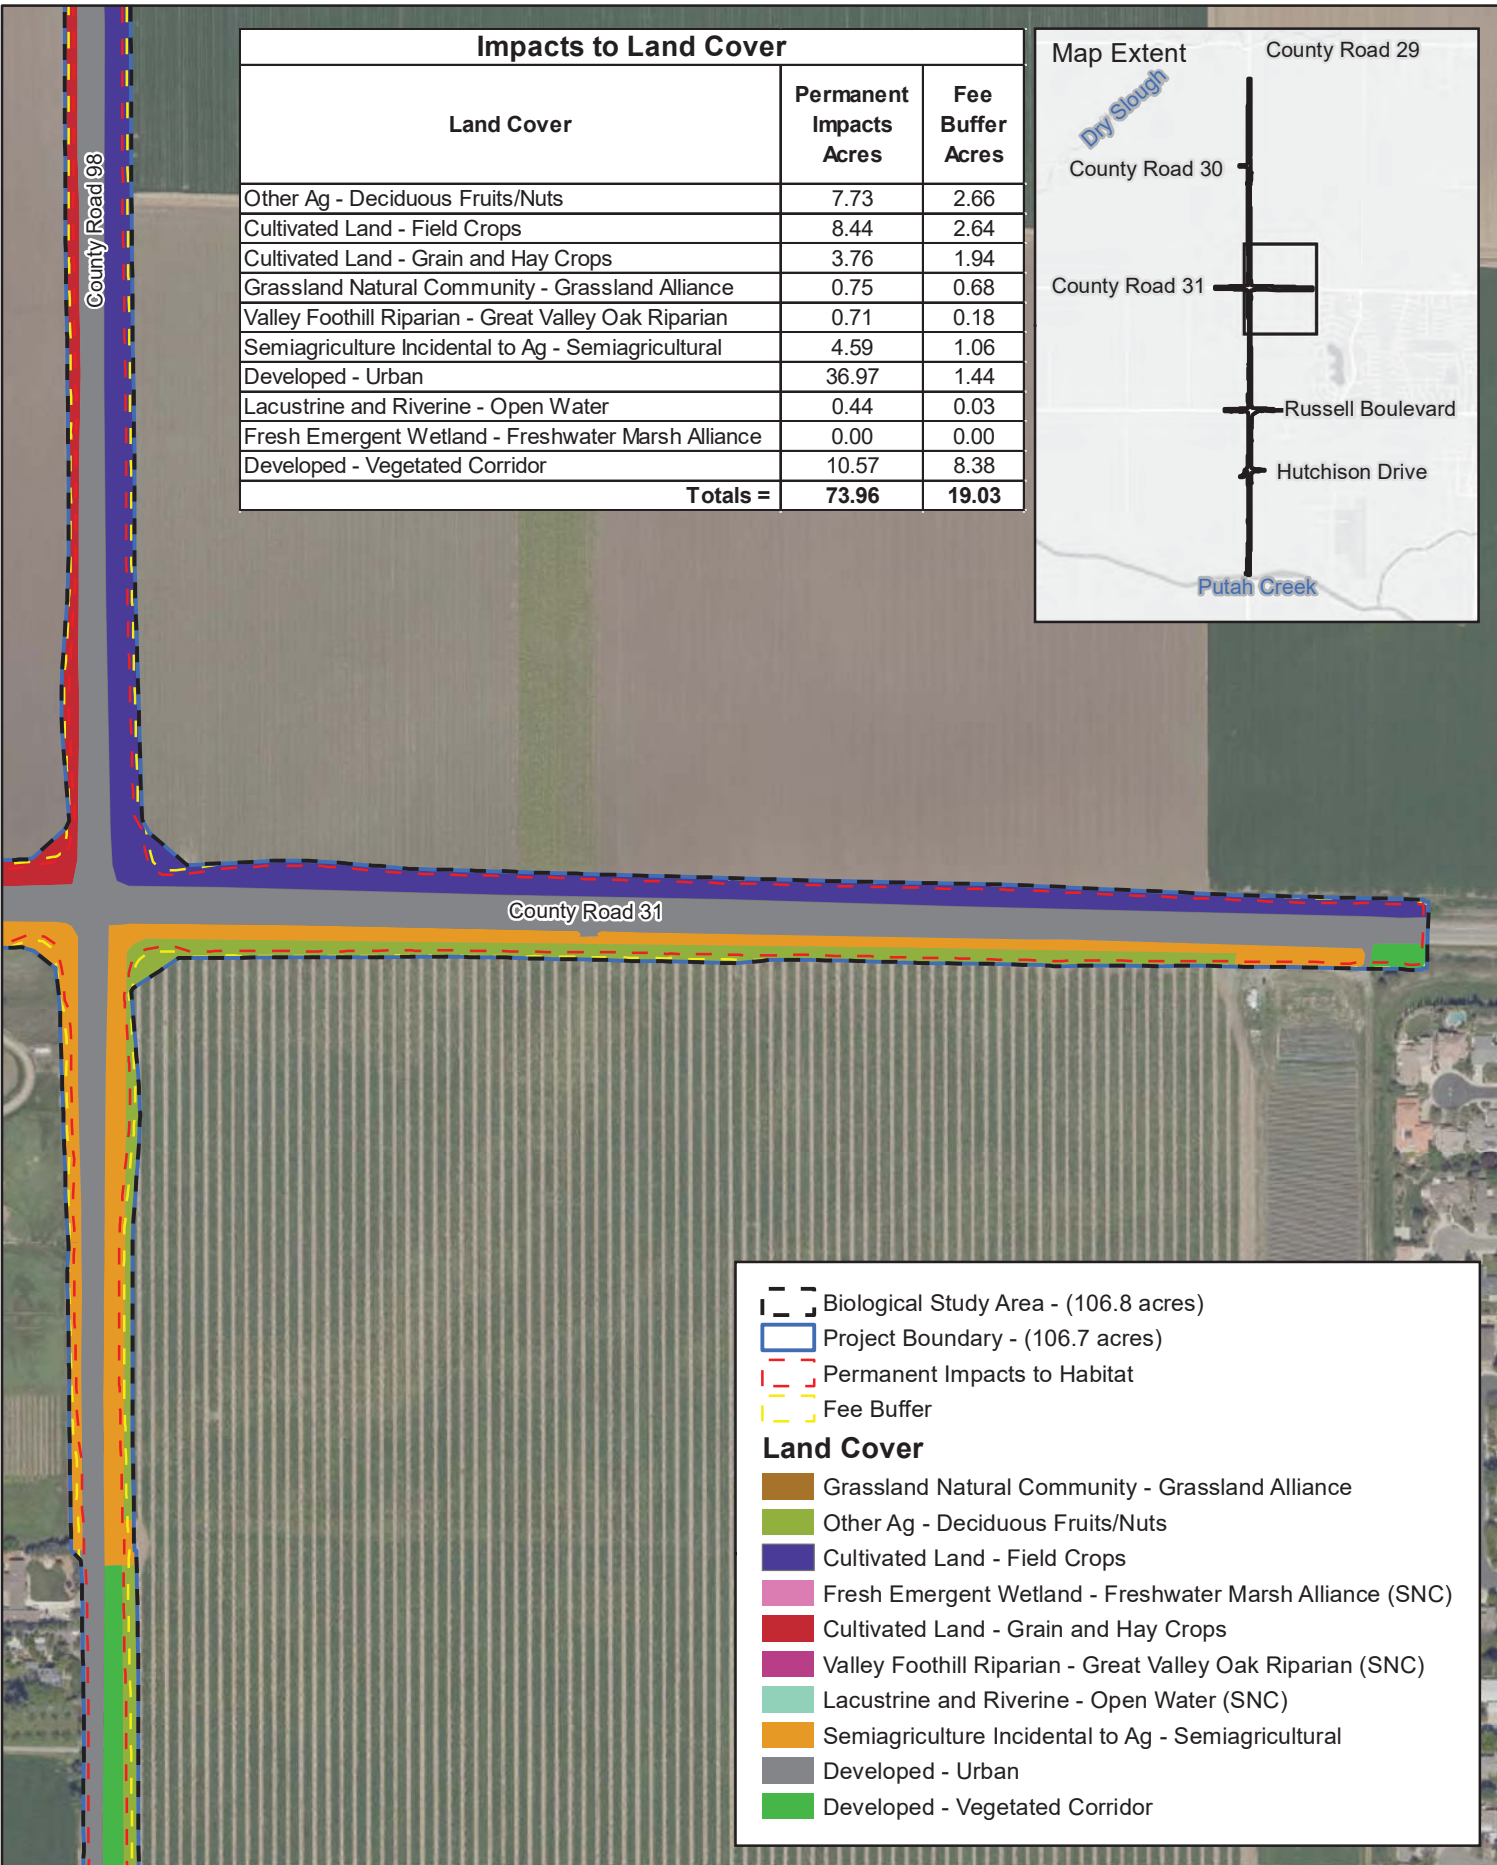 Impacts to Land Cover
Land Cover
Permanent Impacts Acres
Fee Buffer Acres
Other Ag - Deciduous Fruits/Nuts 7.73 2.66
Cultivated Land - Field Crops 8.44 2.64
Cultivated Land - Grain and Hay Crops 3.76 1.94
Grassland Natural Community - Grassland Alliance 0.75 0.68
Valley Foothill Riparian - Great Valley Oak Riparian 0.71 0.18
Semiagriculture Incidental to Ag - Semiagricultural 4.59 1.06
Developed - Urban 36.97 1.44
Lacustrine and Riverine - Open Water 0.44 0.03
Fresh Emergent Wetland - Freshwater Marsh Alliance 0.00 0.00
Developed - Vegetated Corridor 10.57 8.38
Totals = 73.96 19.03
Map Extent
County Road 29
Dry Slough
County Road 30
County Road 31
Russell Boulevard
Hutchison Drive
Putah Creek
County Road 98
County Road 31
Biological Study Area - (106.8 acres)
Project Boundary - (106.7 acres)
Permanent Impacts to Habitat
Fee Buffer
Land Cover
Grassland Natural Community - Grassland Alliance
Other Ag - Deciduous Fruits/Nuts
Cultivated Land - Field Crops
Fresh Emergent Wetland - Freshwater Marsh Alliance (SNC)
Cultivated Land - Grain and Hay Crops
Valley Foothill Riparian - Great Valley Oak Riparian (SNC)
Lacustrine and Riverine - Open Water (SNC)
Semiagriculture Incidental to Ag - Semiagricultural
Developed - Urban
Developed - Vegetated Corridor